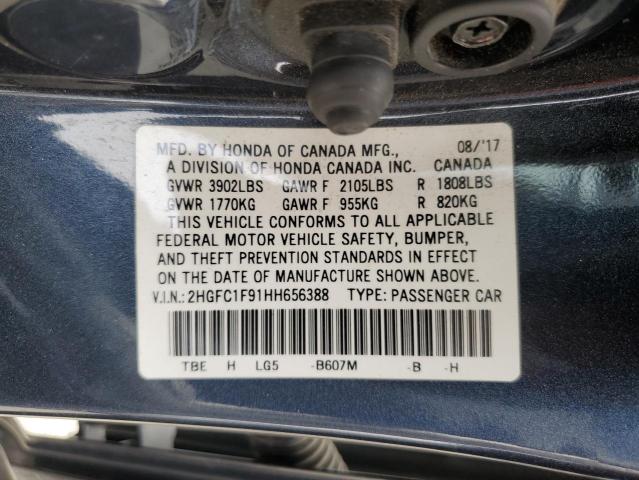 MFD. BY HONDA OF CANADA MFG., 08/'17
A DIVISION OF HONDA CANADA INC. CANADA
GVWR 3902LBS GAWR F 2105LBS R 1808LBS
GVWR 1770KG GAWR F 955KG R 820KG
THIS VEHICLE CONFORMS TO ALL APPLICABLE
FEDERAL MOTOR VEHICLE SAFETY, BUMPER,
AND THEFT PREVENTION STANDARDS IN EFFECT
ON THE DATE OF MANUFACTURE SHOWN ABOVE.
V.I.N.: 2HGFC1F91HH656388 TYPE: PASSENGER CAR
TBE H LG5 -B607M -B -H